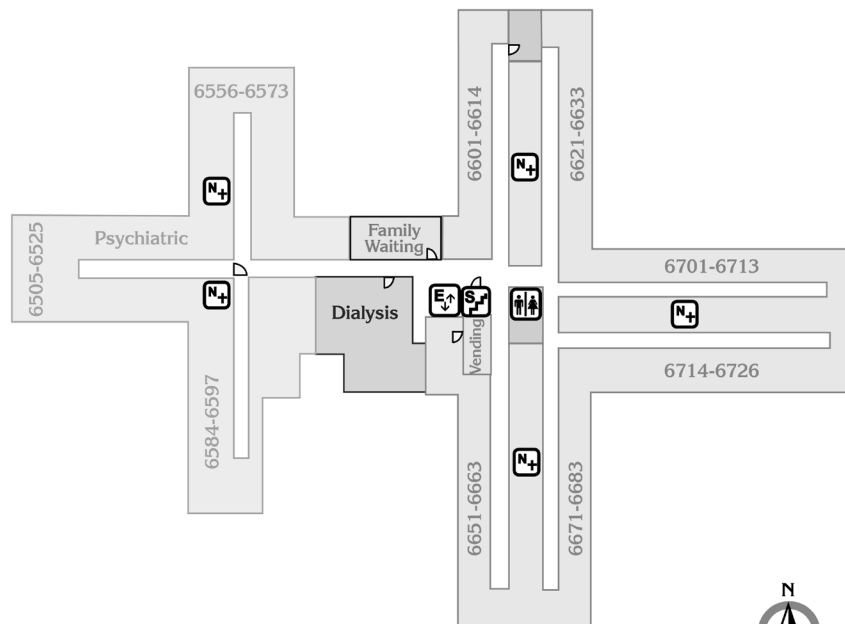 6556-6573
6601-6614
6621-6633
N+
N+
6505-6525
Psychiatric
Family
Waiting
6701-6713
N+
E
S
Dialysis
Vending
N+
6714-6726
6584-6597
6651-6663
N+
6671-6683
N